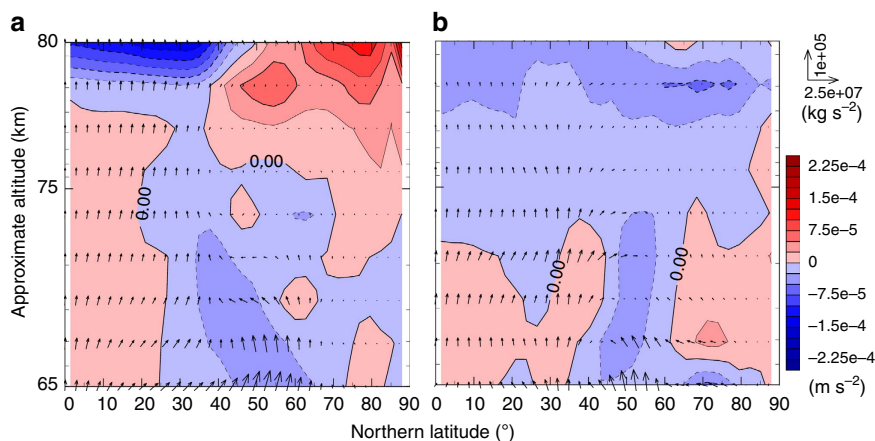 a
b
80
75
65
Approximate altitude (km)
0.00
0.00
0 10 20 30 40 50 60 70 80 90
0.00
0.00
0 10 20 30 40 50 60 70 80 90
Northern latitude (°)
1e+05
2.5e+07
(kg s−2)
2.25e−4
1.5e−4
7.5e−5
0
−7.5e−5
−1.5e−4
−2.25e−4
(m s−2)